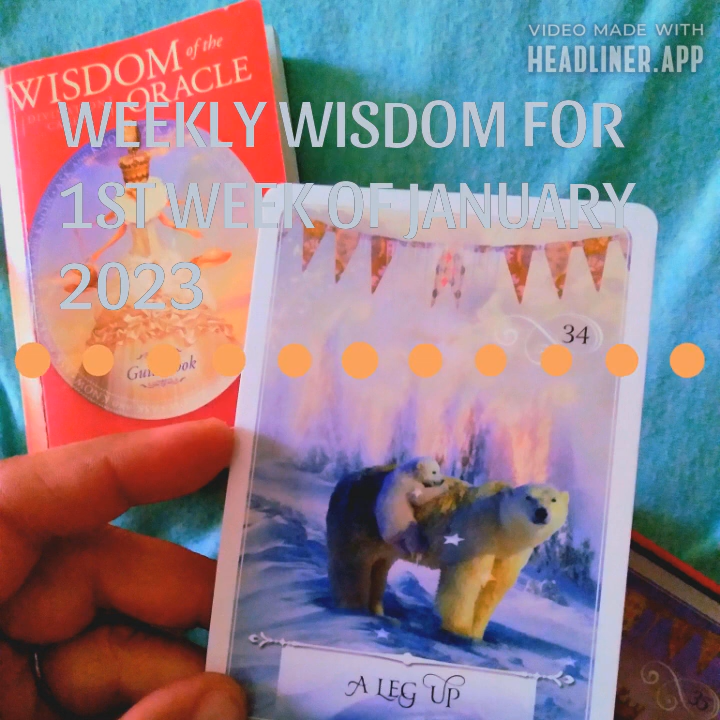 VIDEO MADE WITH
HEADLINER.APP
WISDOM of the
ORACLE
WEEKLY WISDOM FOR
1ST WEEK OF JANUARY
2023
34
A LEG UP
35